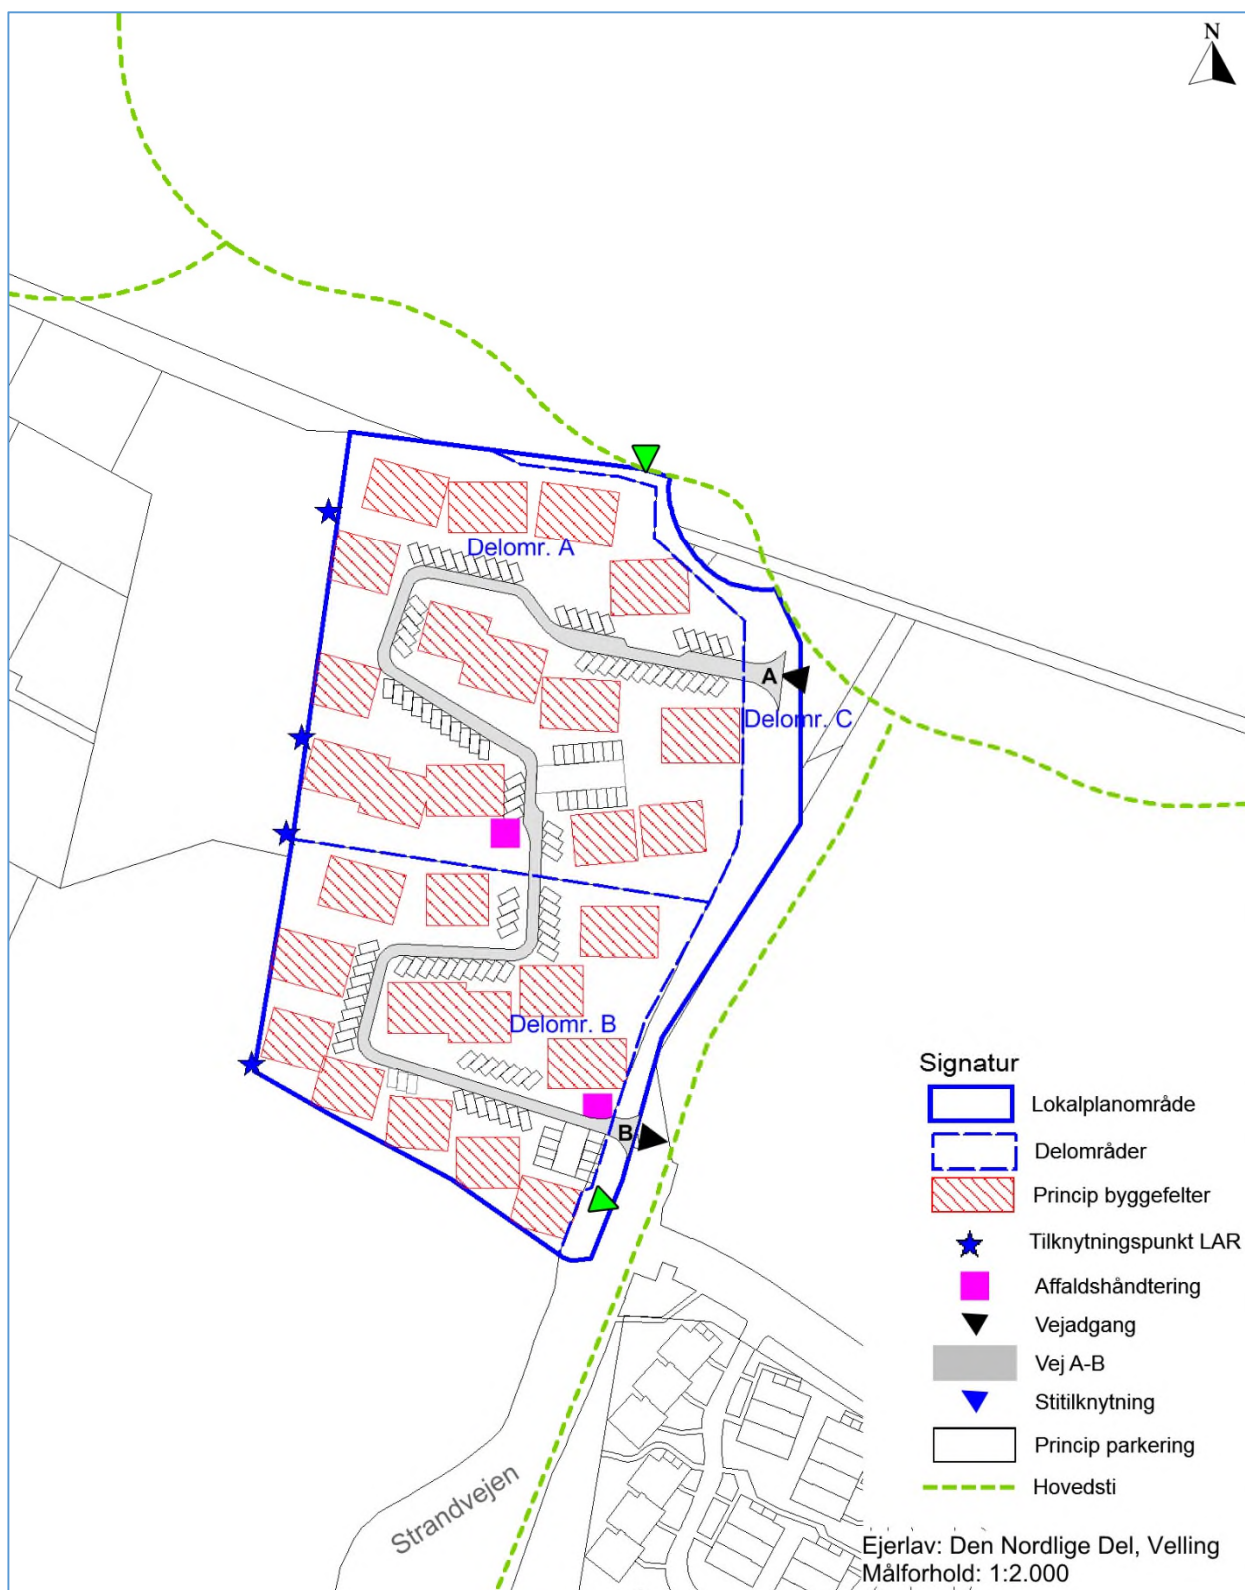 N
Delomr. A
A
Delomr. C
Delomr. B
B
Strandvejen
Signatur
Lokalplanområde
Delområder
Princip byggefelter
Tilknytningspunkt LAR
Affaldshåndtering
Vejadgang
Vej A-B
Stitilknytning
Princip parkering
Hovedsti
Ejerlav: Den Nordlige Del, Velling
Målforhold: 1:2.000